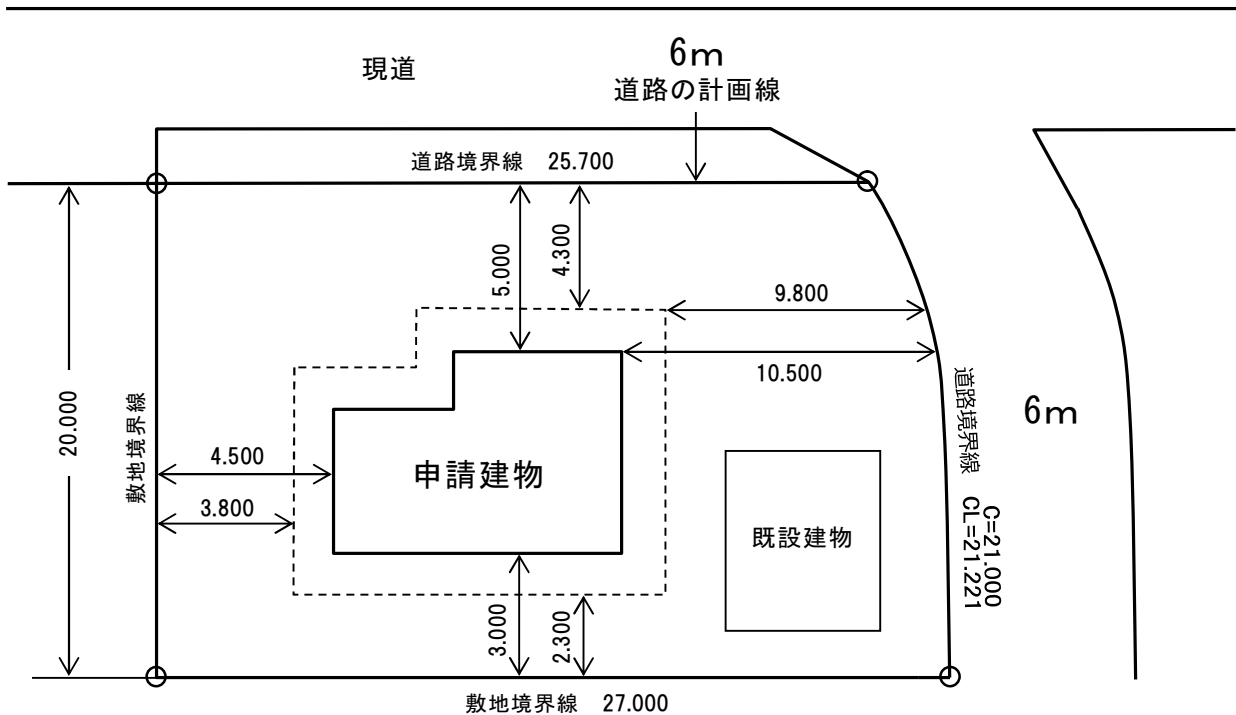 6m
現道
道路の計画線
道路境界線 25.700
5.000
4.300
9.800
10.500
20.000
敷地境界線
4.500
3.800
申請建物
既設建物
道路境界線 C=21.000
CL=21.221
6m
3.000
2.300
敷地境界線 27.000